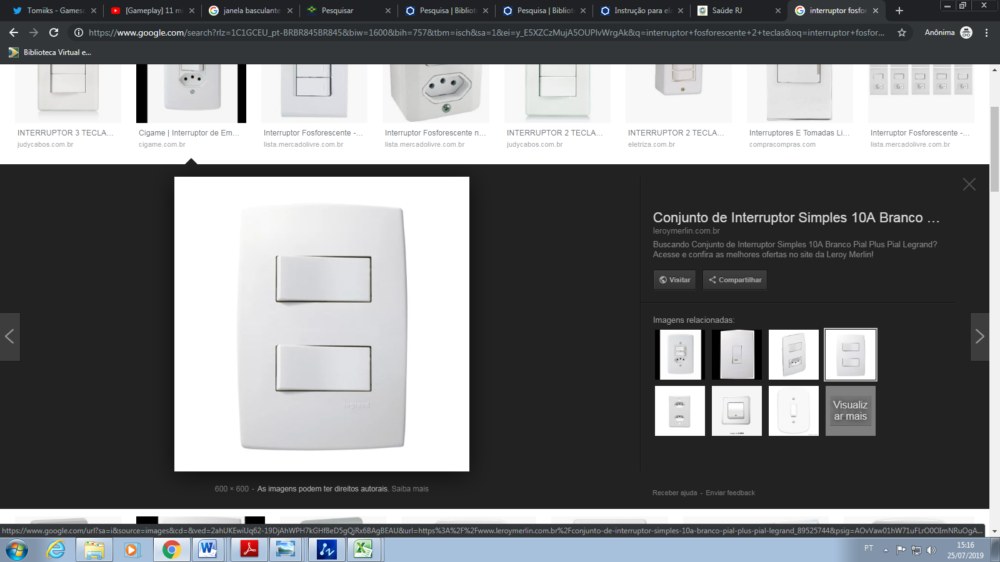 Tomiiks - Gamesc
[Gameplay] 11 mi
janela basculante
Pesquisar
Pesquisa | Bibliot
Pesquisa | Bibliot
Instrução para ela
Saúde RJ
interruptor fosfor
https://www.google.com/search?rlz=1C1GCEU_pt-BRBR845BR845&biw=1600&bih=757&tbm=isch&sa=1&ei=y_E5XZCzMujA5OUPlvWrgAk&q=interruptor+fosforescente+2+teclas&oq=interruptor+fosfor...
Anônima
Biblioteca Virtual e...
INTERRUPTOR 3 TECLA...
judycabos.com.br
Cigame | Interruptor de Em...
cigame.com.br
Interruptor Fosforescente -...
lista.mercadolivre.com.br
Interruptor Fosforescente n...
lista.mercadolivre.com.br
INTERRUPTOR 2 TECLA...
judycabos.com.br
INTERRUPTOR 2 TECLA...
eletriza.com.br
Interruptores E Tomadas Li...
compracompras.com
Interruptor Fosforescente -...
lista.mercadolivre.com.br
legrand
600 × 600 - As imagens podem ter direitos autorais. Saiba mais
Conjunto de Interruptor Simples 10A Branco ...
leroymerlin.com.br
Buscando Conjunto de Interruptor Simples 10A Branco Pial Plus Pial Legrand?
Acesse e confira as melhores ofertas no site da Leroy Merlin!
Visitar
Compartilhar
Imagens relacionadas:
Visualiz
ar mais
Receber ajuda - Enviar feedback
https://www.google.com/url?sa=i&source=images&cd=&ved=2ahUKEwiUq62-19DjAhWPH7kGHf8eD5gQjRx6BAgBEAU&url=https%3A%2F%2Fwww.leroymerlin.com.br%2Fconjunto-de-interruptor-simples-10a-branco-pial-plus-pial-legrand_89525744&psig=AOvVaw01hW71uFLrO0OImNRuOgA...
PT
15:16
25/07/2019